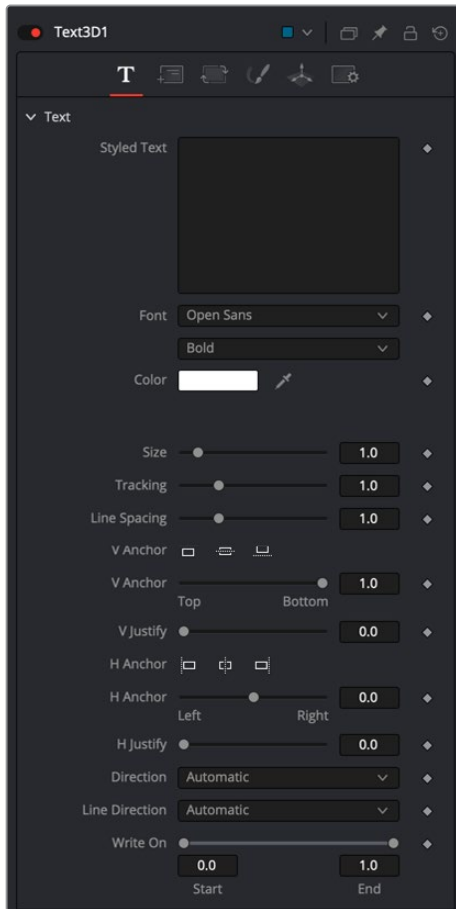 Text3D1
T
Text
Styled Text
Font Open Sans
Bold
Color
Size 1.0
Tracking 1.0
Line Spacing 1.0
V Anchor
V Anchor 1.0
Top Bottom
V Justify 0.0
H Anchor
H Anchor 0.0
Left Right
H Justify 0.0
Direction Automatic
Line Direction Automatic
Write On
0.0 1.0
Start End